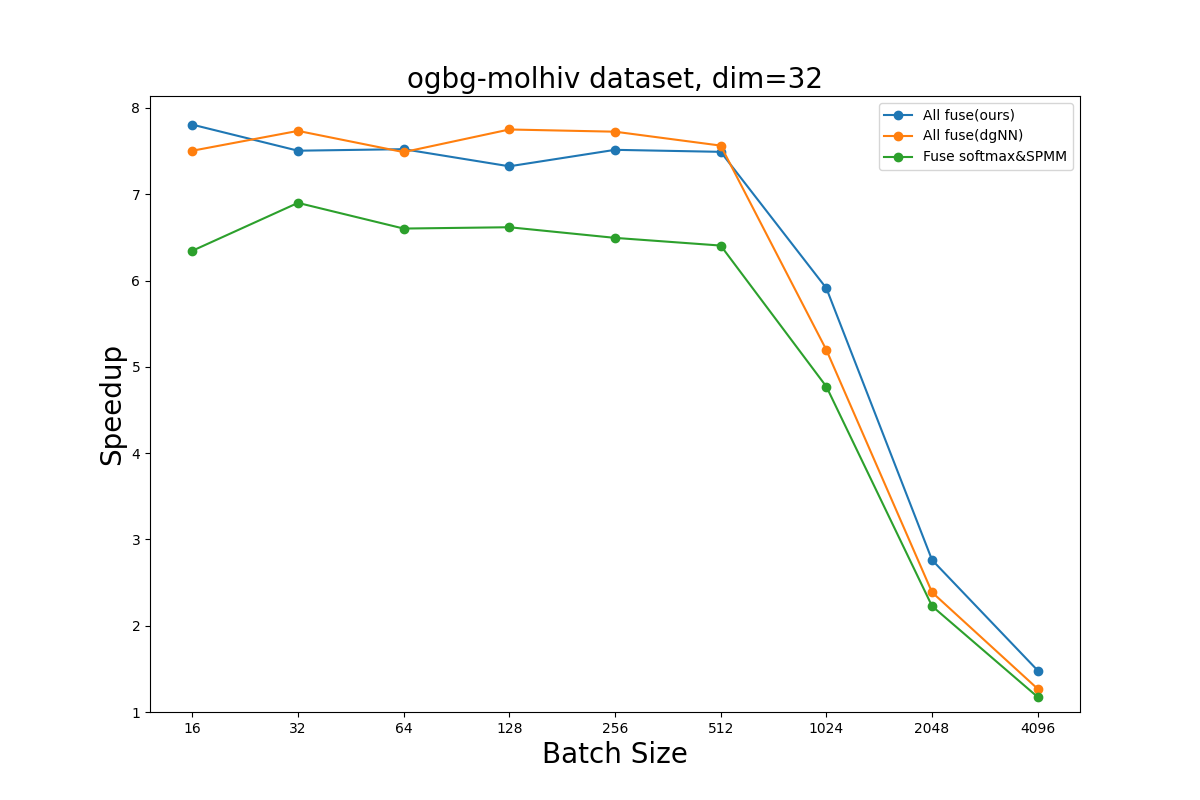 ogbg-molhiv dataset, dim=32
All fuse(ours)
All fuse(dgNN)
Fuse softmax&SPMM
8
7
6
5
4
3
2
1
Speedup
16 32 64 128 256 512 1024 2048 4096
Batch Size